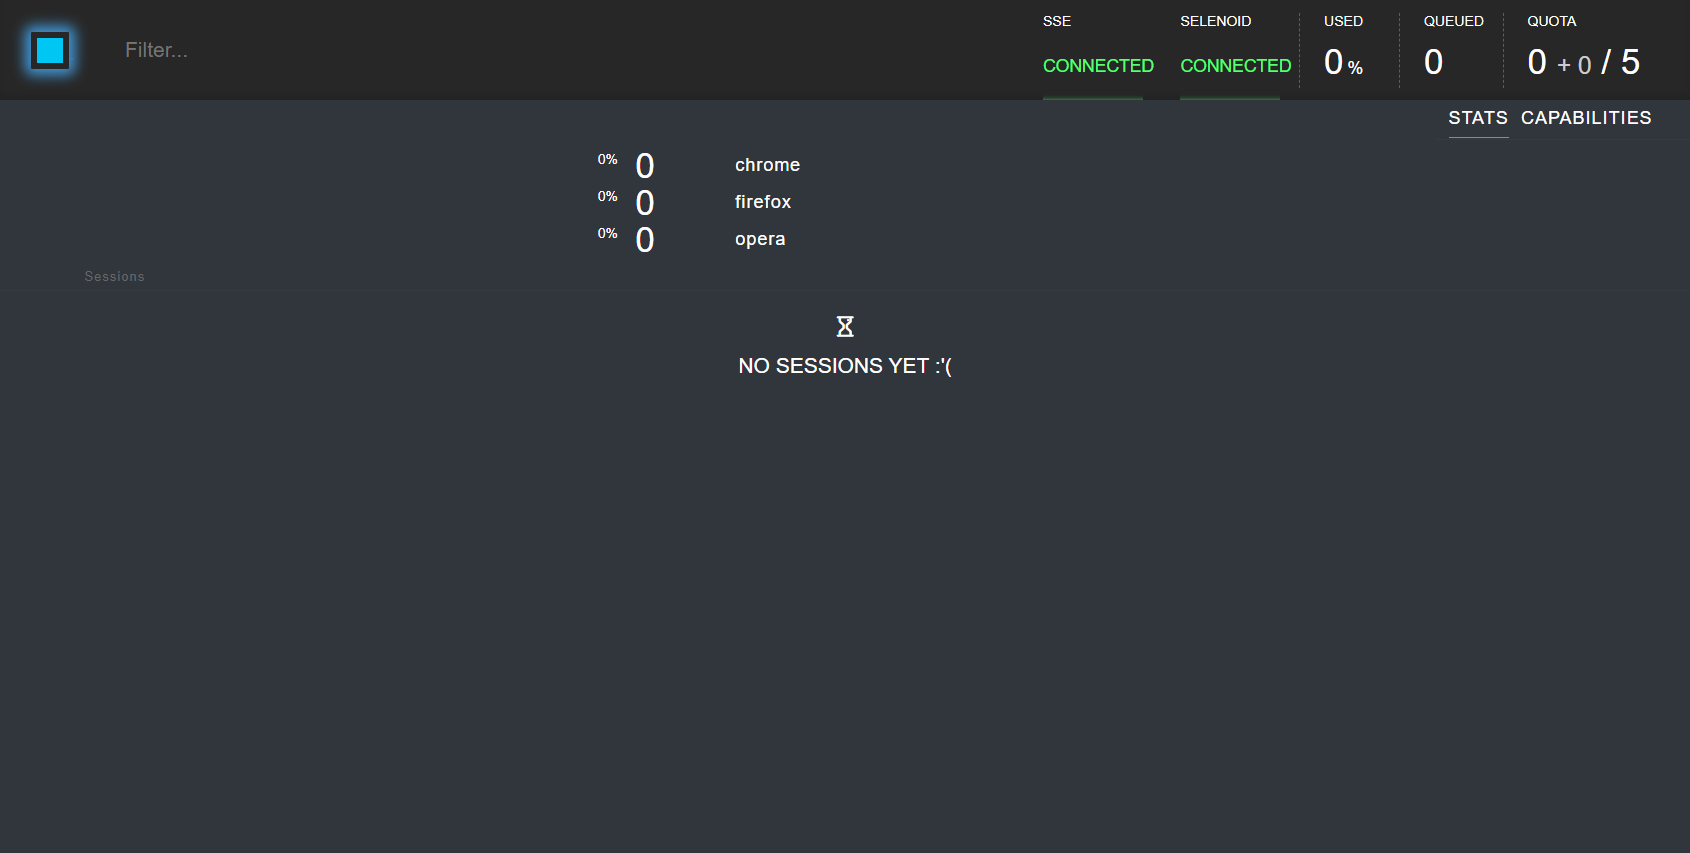 Filter...
SSE
CONNECTED
SELENOID
CONNECTED
USED
0 %
QUEUED
0
QUOTA
0 + 0 / 5
STATS CAPABILITIES
0% 0 chrome
0% 0 firefox
0% 0 opera
Sessions
NO SESSIONS YET :'(